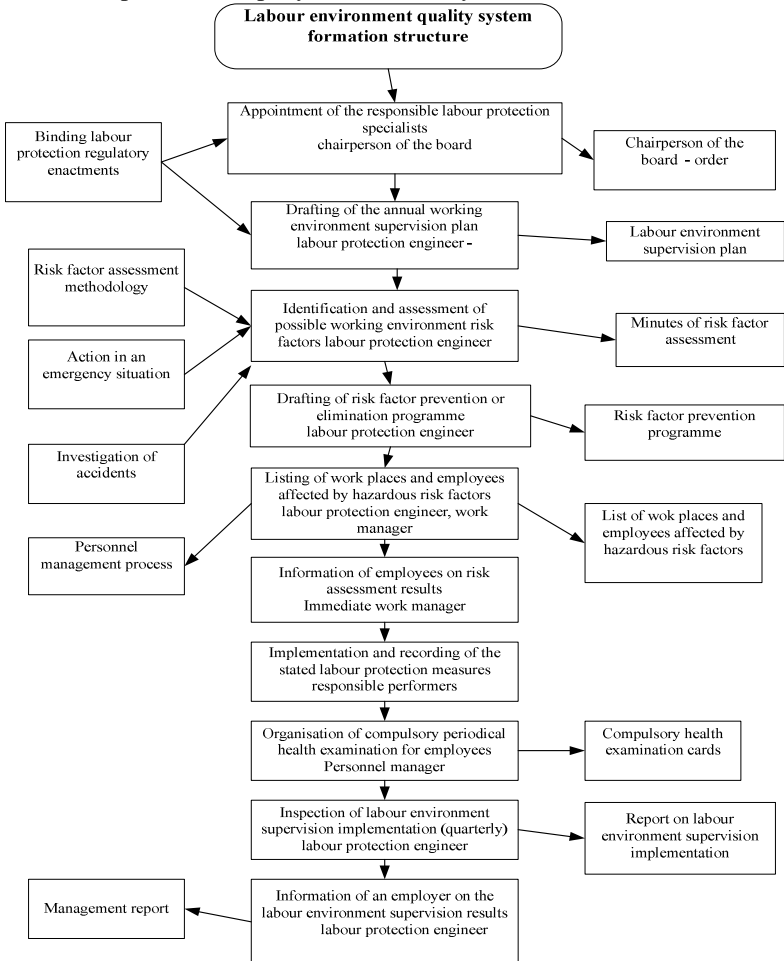 Labour environment quality system
formation structure
Appointment of the responsible labour protection
specialists
chairperson of the board
Binding labour
protection regulatory
enactments
Chairperson of the
board - order
Drafting of the annual working
environment supervision plan
labour protection engineer-
Labour environment
supervision plan
Risk factor assessment
methodology
Identification and assessment of
possible working environment risk
factors labour protection engineer
Minutes of risk factor
assessment
Action in an
emergency situation
Drafting of risk factor prevention or
elimination programme
labour protection engineer
Risk factor prevention
programme
Investigation of
accidents
Listing of work places and employees
affected by hazardous risk factors
labour protection engineer, work
manager
List of wok places and
employees affected by
hazardous risk factors
Personnel
management process
Information of employees on risk
assessment results
Immediate work manager
Implementation and recording of the
stated labour protection measures
responsible performers
Organisation of compulsory periodical
health examination for employees
Personnel manager
Compulsory health
examination cards
Inspection of labour environment
supervision implementation (quarterly)
labour protection engineer
Report on labour
environment supervision
implementation
Management report
Information of an employer on the
labour environment supervision results
labour protection engineer